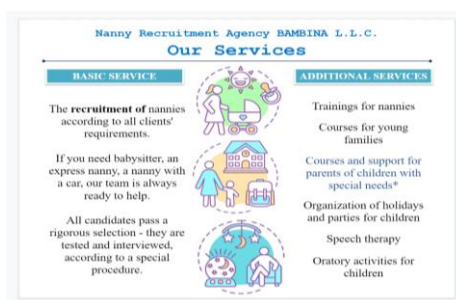 Nanny Recruitment Agency BAMBINA L.L.C.
Our Services
BASIC SERVICE
The recruitment of nannies
according to all clients'
requirements.
If you need babysitter, an
express nanny, a nanny with
a car, our team is always
ready to help.
All candidates pass a
rigorous selection - they are
tested and interviewed,
according to a special
procedure.
ADDITIONAL SERVICES
Trainings for nannies
Courses for young
families
Courses and support for
parents of children with
special needs*
Organization of holidays
and parties for children
Speech therapy
Oratory activities for
children